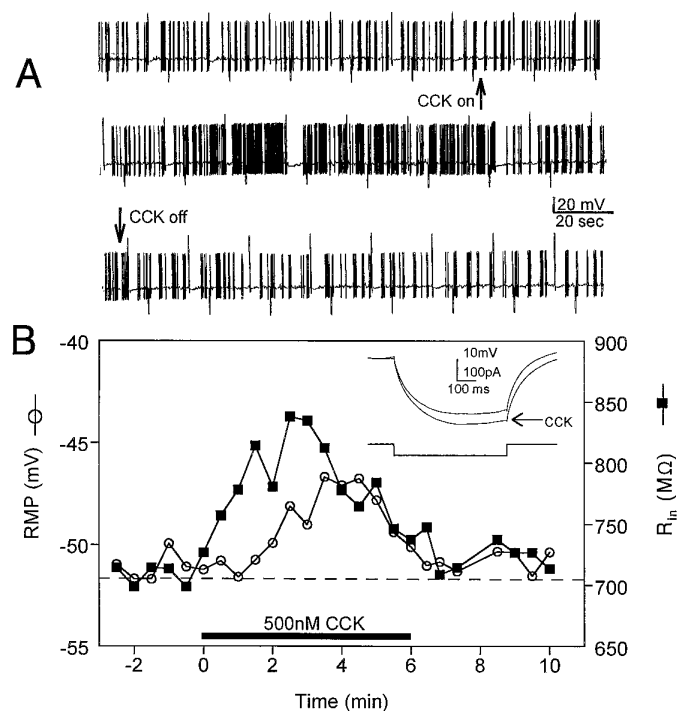 A
CCK on
CCK off
20 mV
20 sec
B
-40
-45
-50
-55
RMP (mV)
10mV
100pA
100 ms
CCK
900
850
800
750
700
650
RIn (MΩ)
500nM CCK
-2 0 2 4 6 8 10
Time (min)